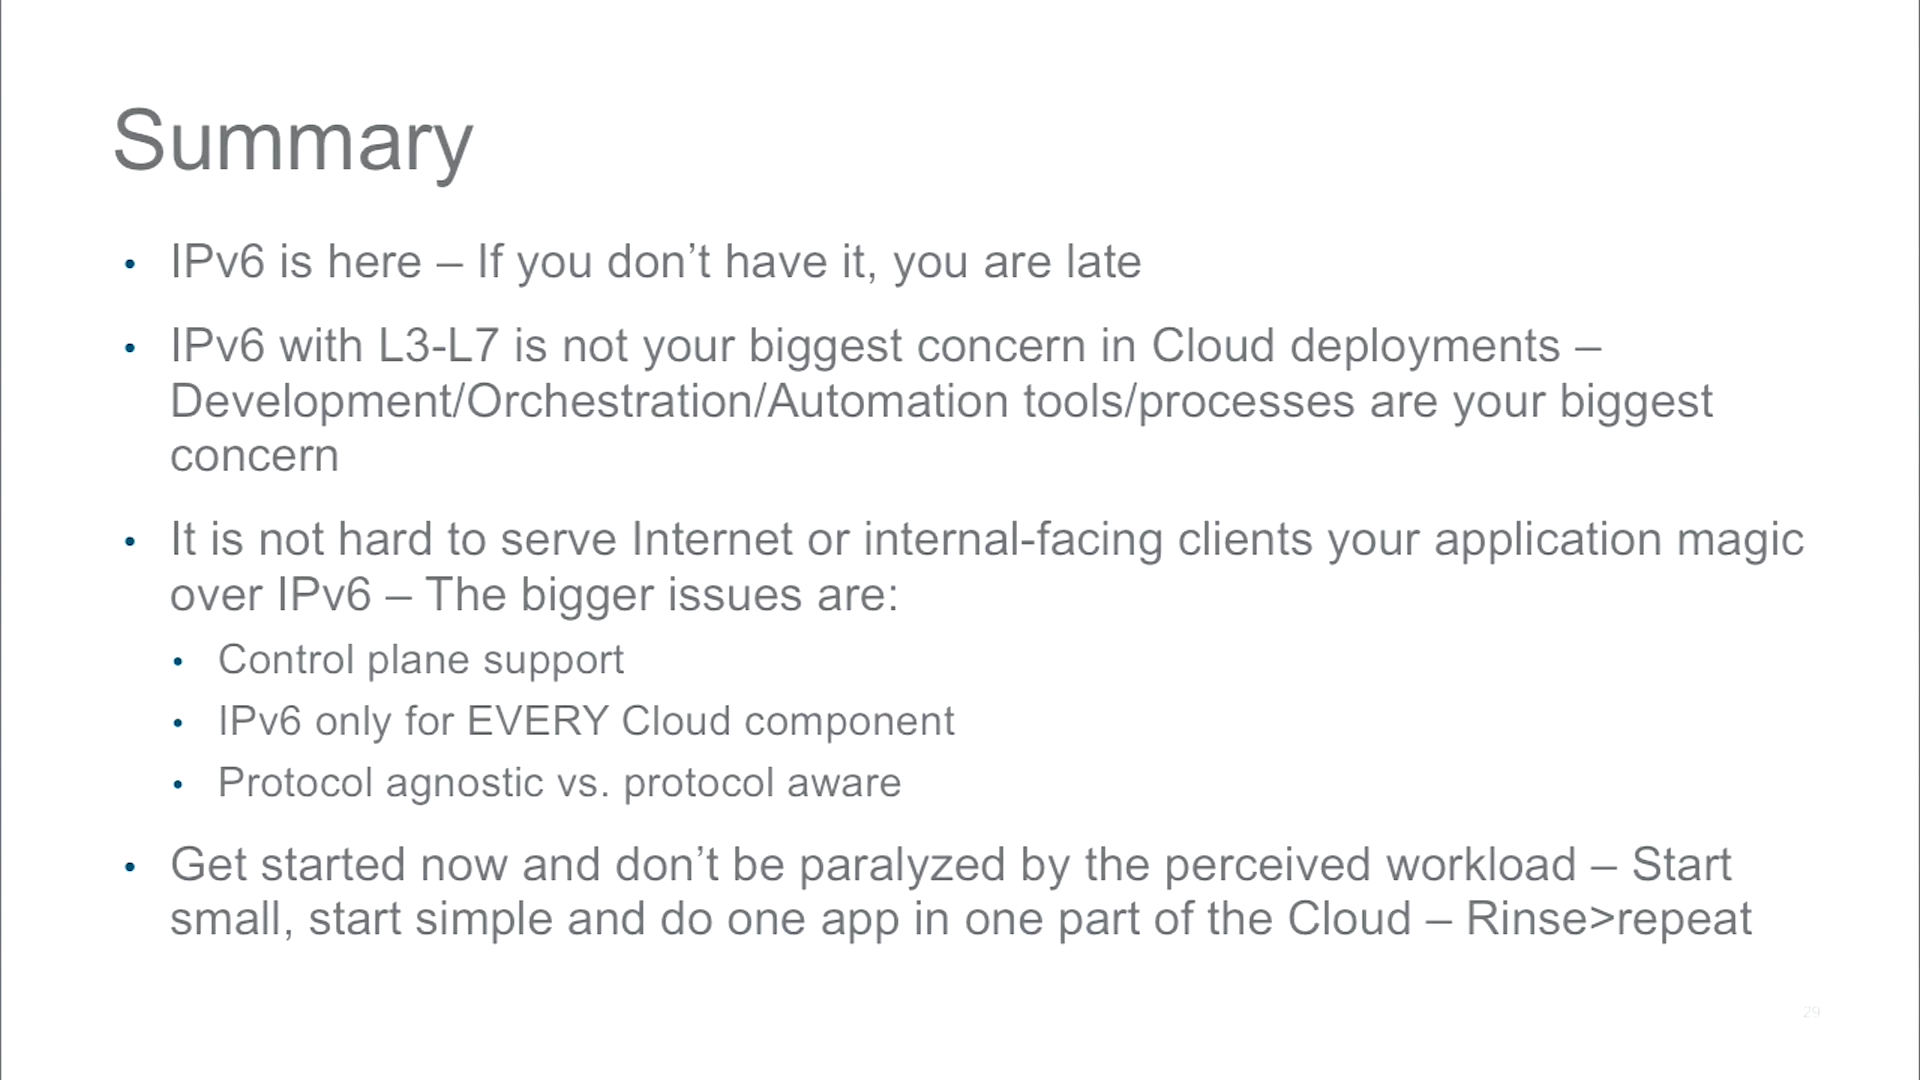 Summary
• IPv6 is here – If you don’t have it, you are late
• IPv6 with L3-L7 is not your biggest concern in Cloud deployments –
Development/Orchestration/Automation tools/processes are your biggest
concern
• It is not hard to serve Internet or internal-facing clients your application magic
over IPv6 – The bigger issues are:
• Control plane support
• IPv6 only for EVERY Cloud component
• Protocol agnostic vs. protocol aware
• Get started now and don’t be paralyzed by the perceived workload – Start
small, start simple and do one app in one part of the Cloud – Rinse>repeat
29